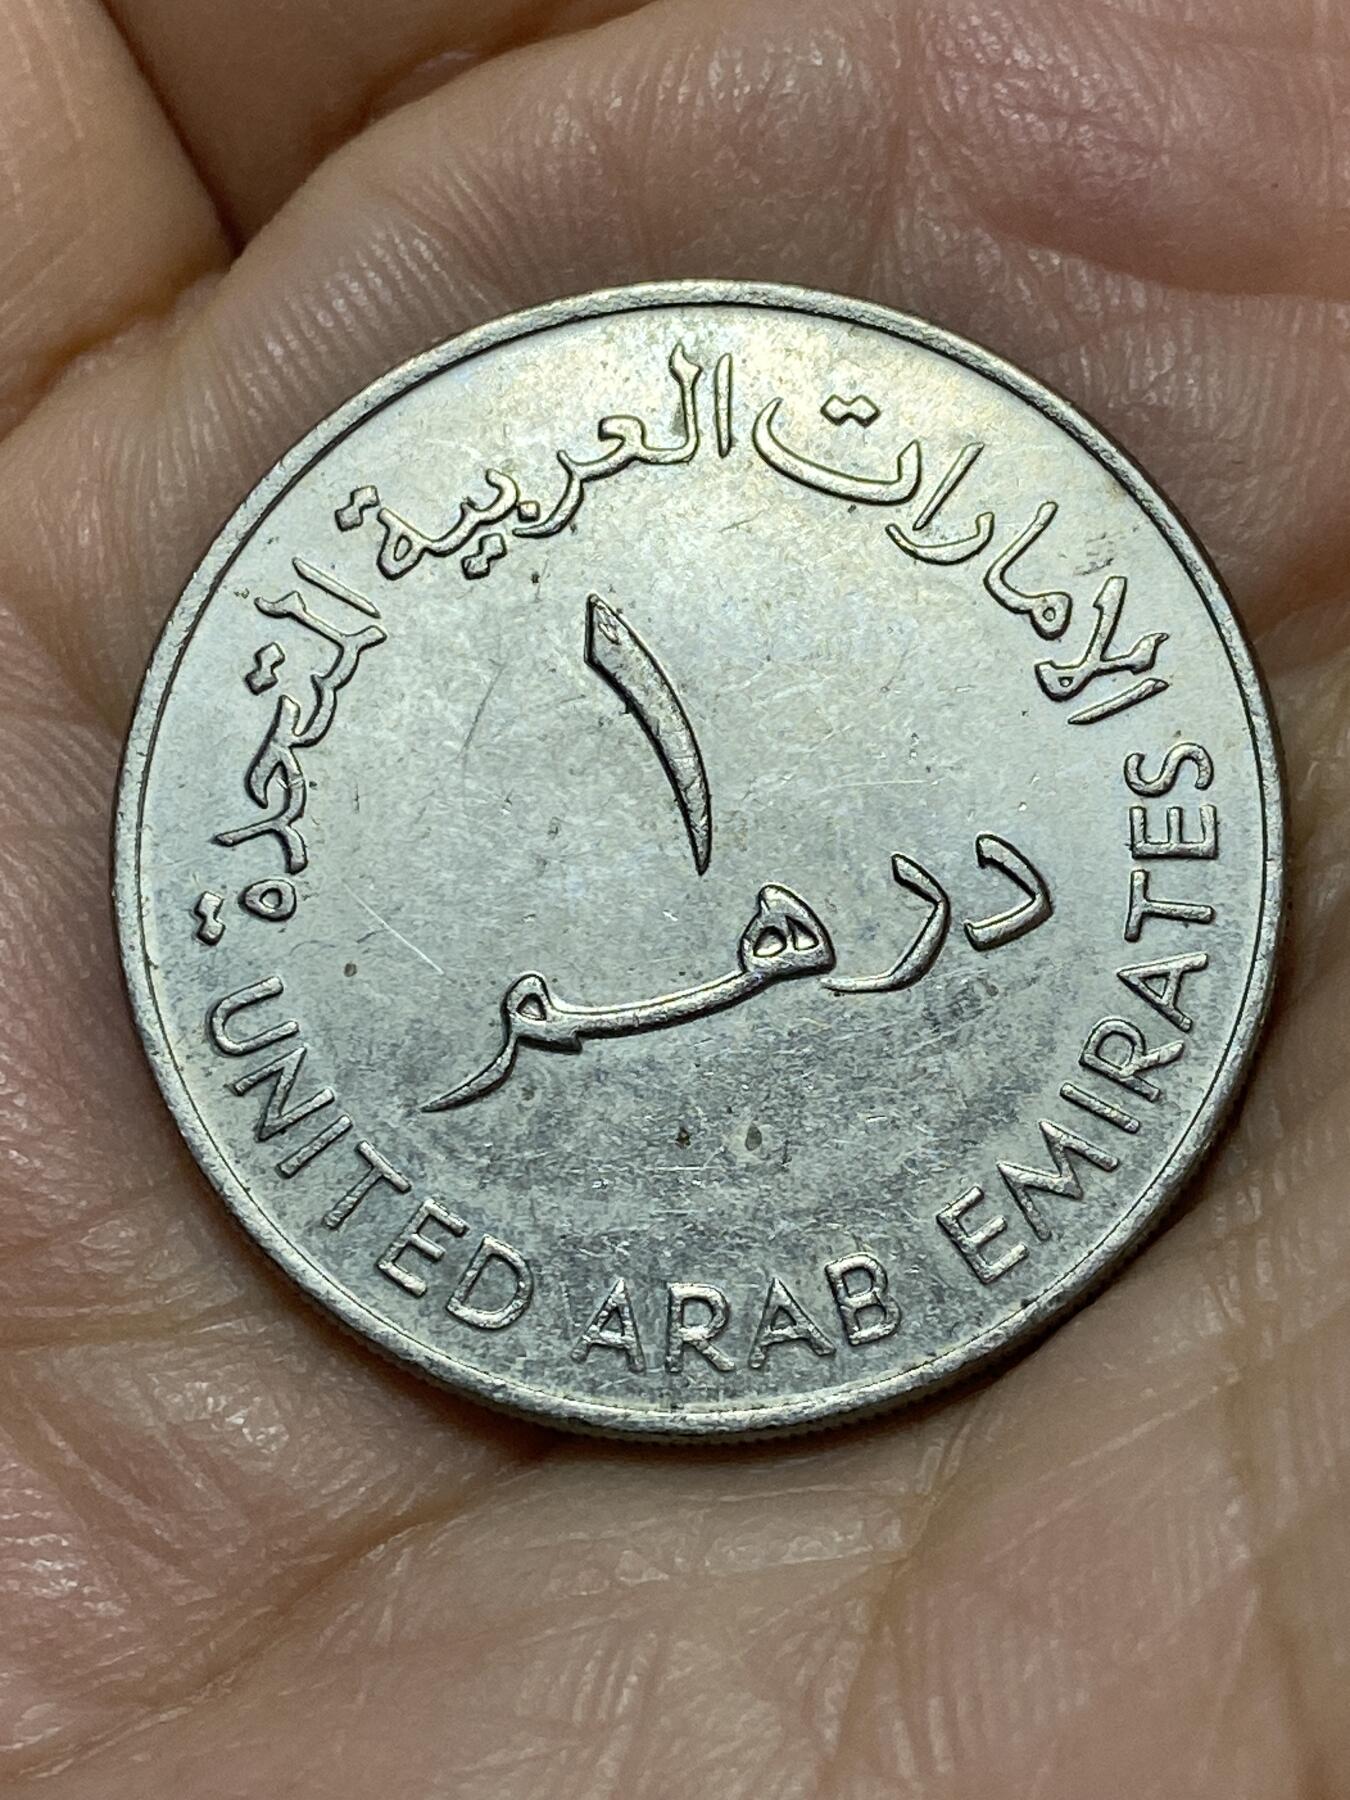 الإمارات العربية المتحدة
١
درهم
UNITED ARAB EMIRATES